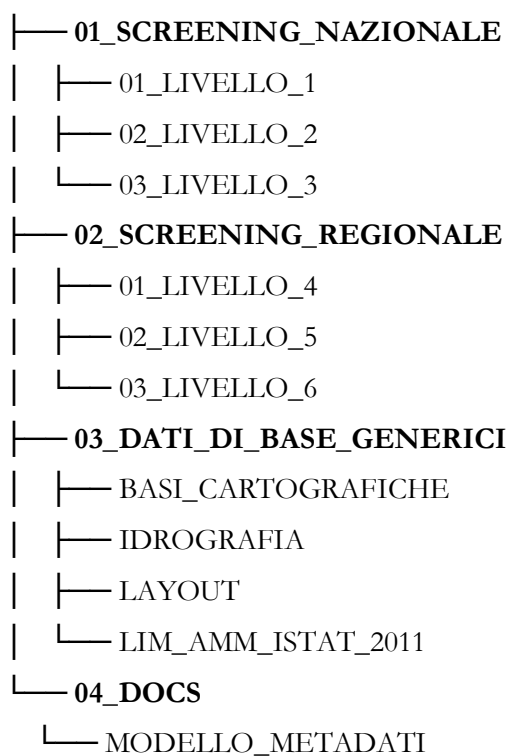 ├── 01_SCREENING_NAZIONALE
│ ├── 01_LIVELLO_1
│ ├── 02_LIVELLO_2
│ └── 03_LIVELLO_3
├── 02_SCREENING_REGIONALE
│ ├── 01_LIVELLO_4
│ ├── 02_LIVELLO_5
│ └── 03_LIVELLO_6
├── 03_DATI_DI_BASE_GENERICI
│ ├── BASI_CARTOGRAFICHE
│ ├── IDROGRAFIA
│ ├── LAYOUT
│ └── LIM_AMM_ISTAT_2011
└── 04_DOCS
└── MODELLO_METADATI